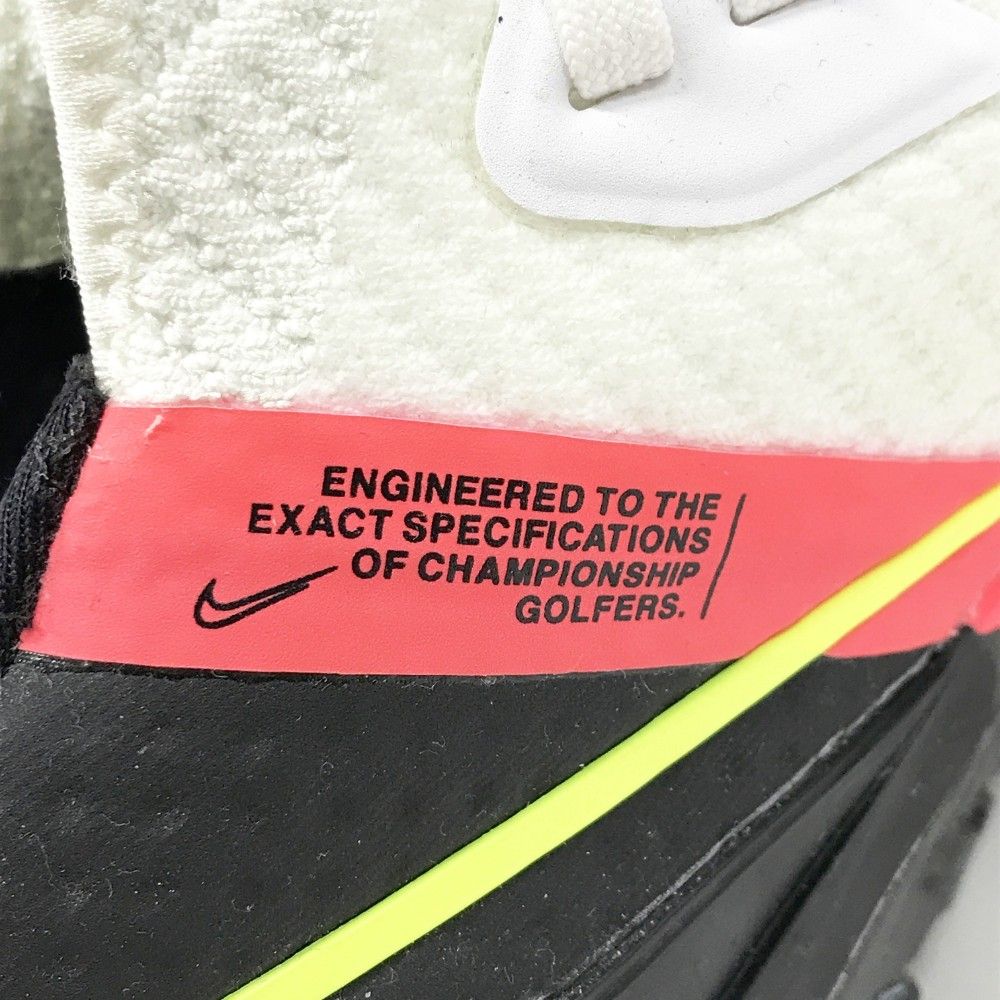 ENGINEERED TO THE
EXACT SPECIFICATIONS
OF CHAMPIONSHIP
GOLFERS.